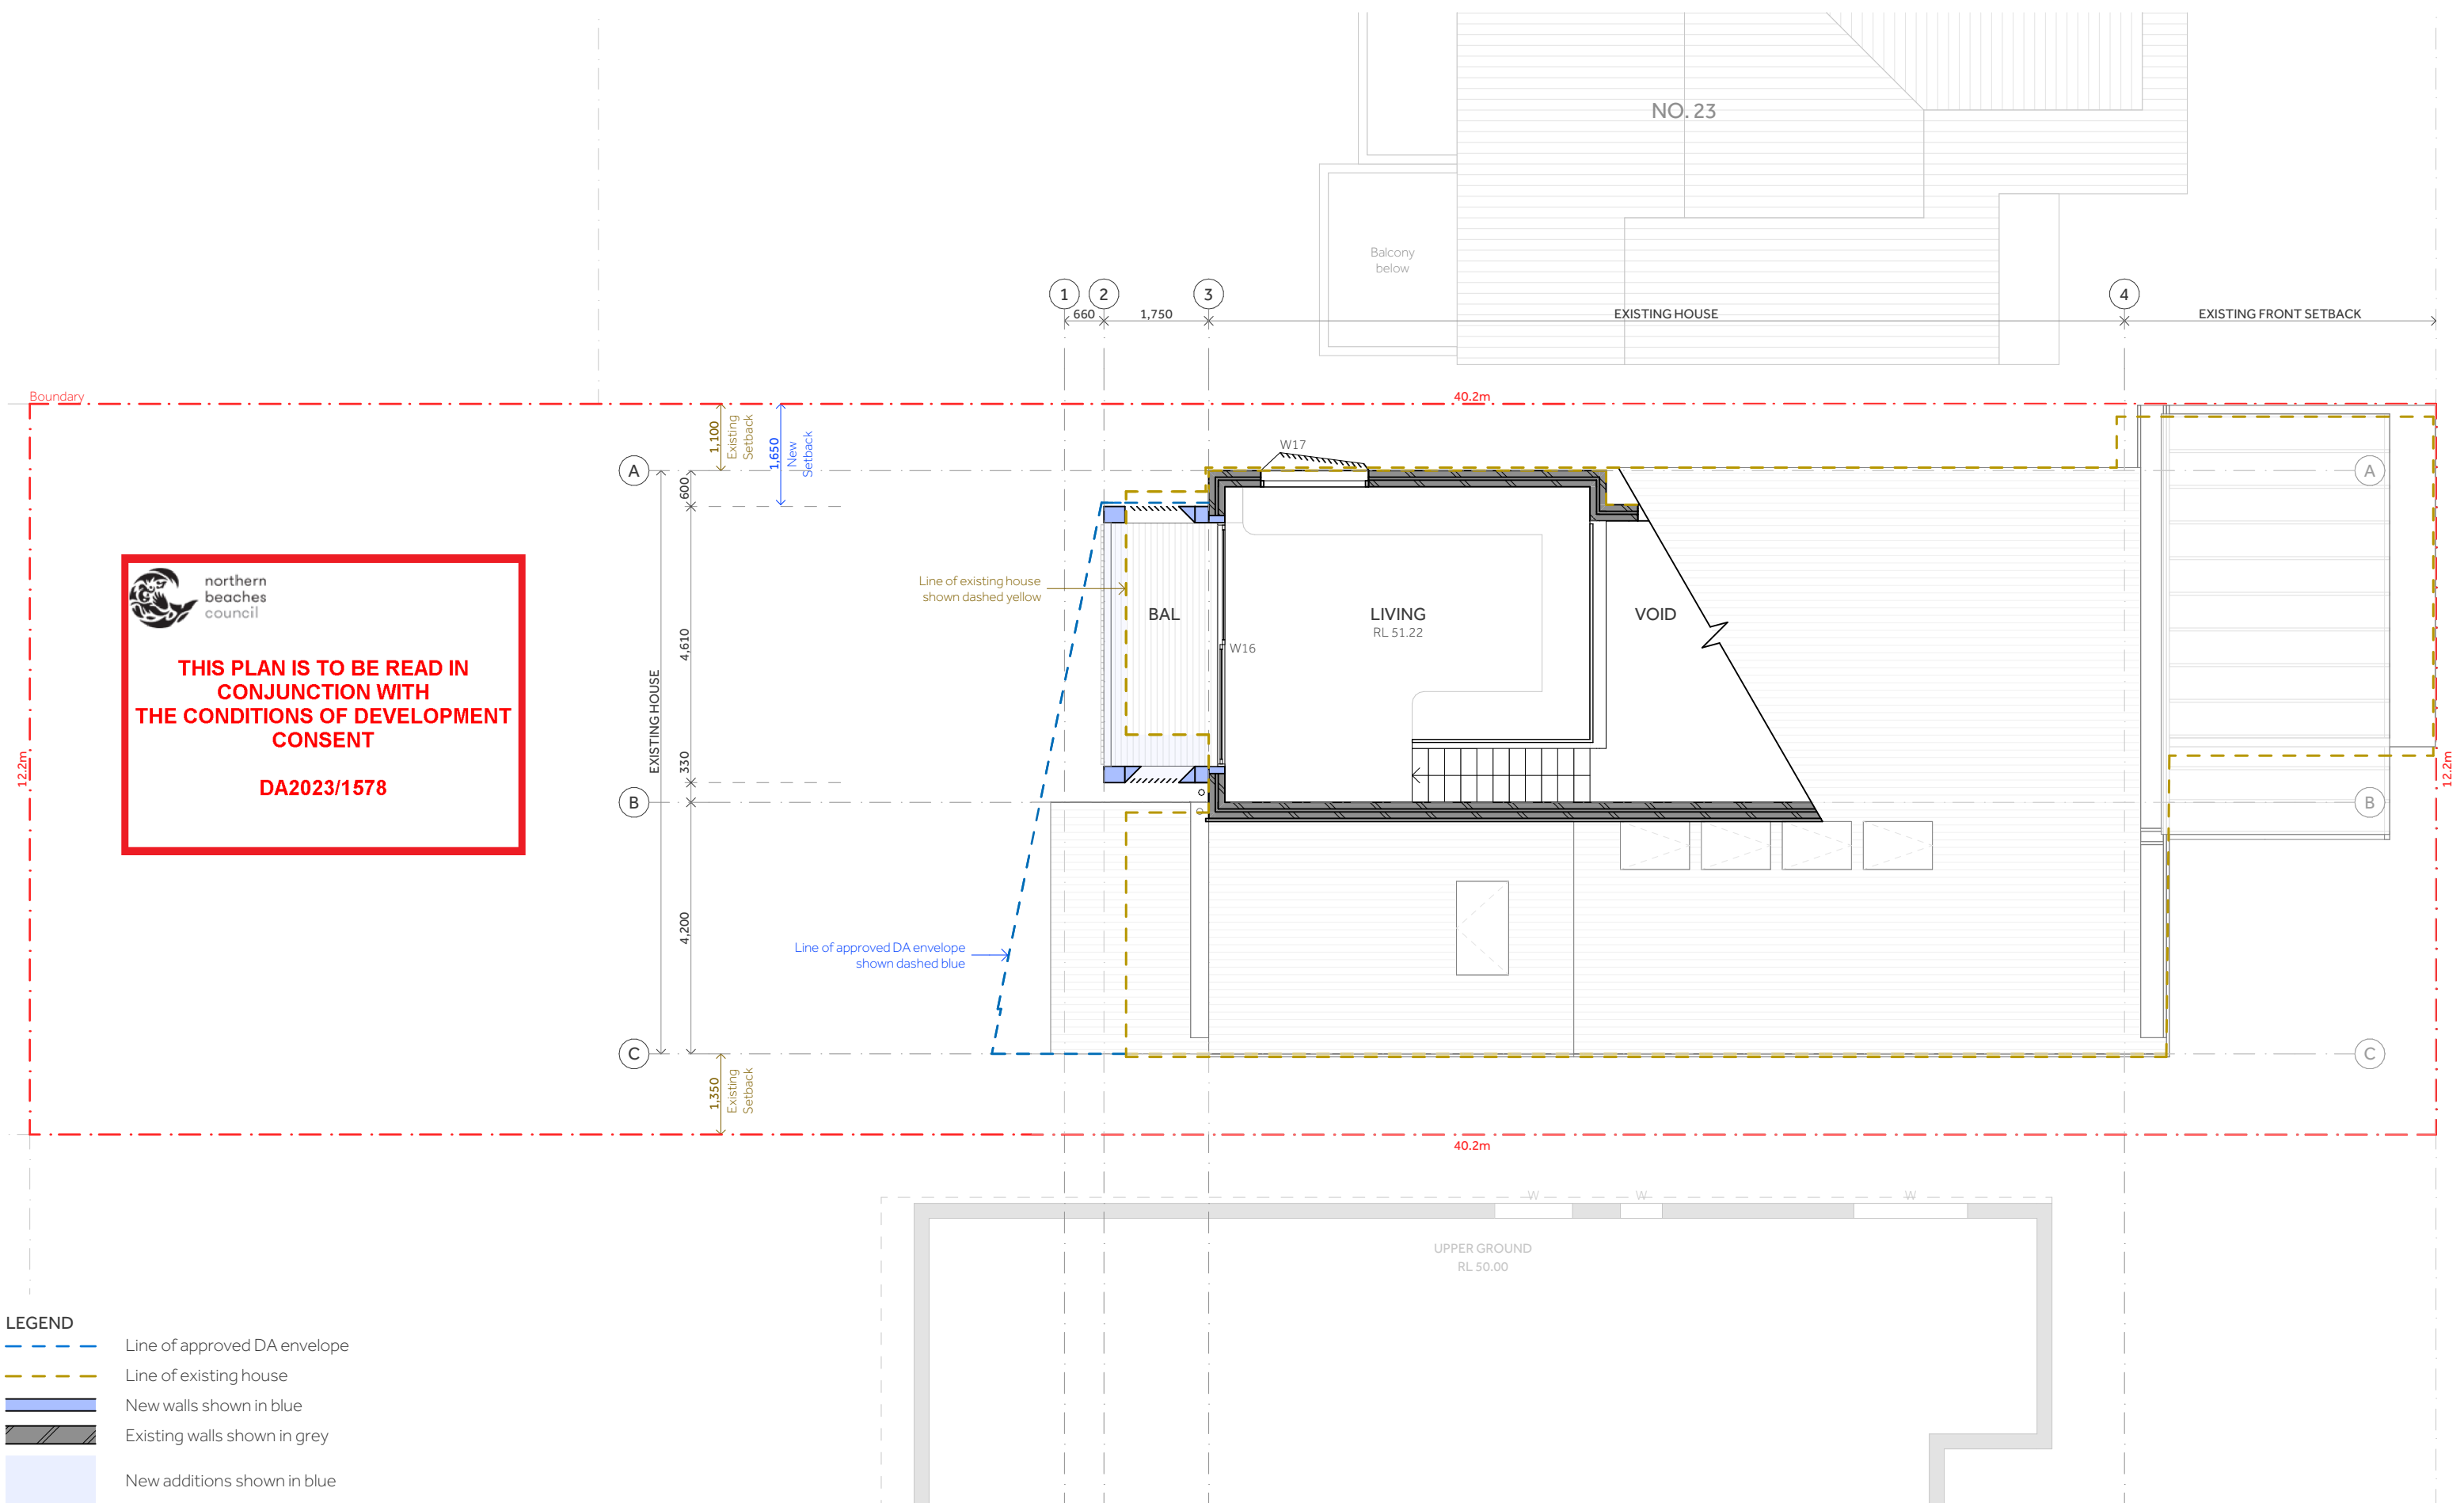 NO. 23
Balcony
below
1
2
3
4
660
1,750
EXISTING HOUSE
EXISTING FRONT SETBACK
Boundary
40.2m
1,100
Existing
Setback
1,650
New
Setback
W17
A
A
600
northern
beaches
council
THIS PLAN IS TO BE READ IN
CONJUNCTION WITH
THE CONDITIONS OF DEVELOPMENT
CONSENT
DA2023/1578
Line of existing house
shown dashed yellow
BAL
LIVING
RL 51.22
VOID
W16
4,610
EXISTING HOUSE
330
12.2m
12.2m
B
B
4,200
Line of approved DA envelope
shown dashed blue
C
C
1,350
Existing
Setback
40.2m
W
W
W
UPPER GROUND
RL 50.00
LEGEND
Line of approved DA envelope
Line of existing house
New walls shown in blue
Existing walls shown in grey
New additions shown in blue